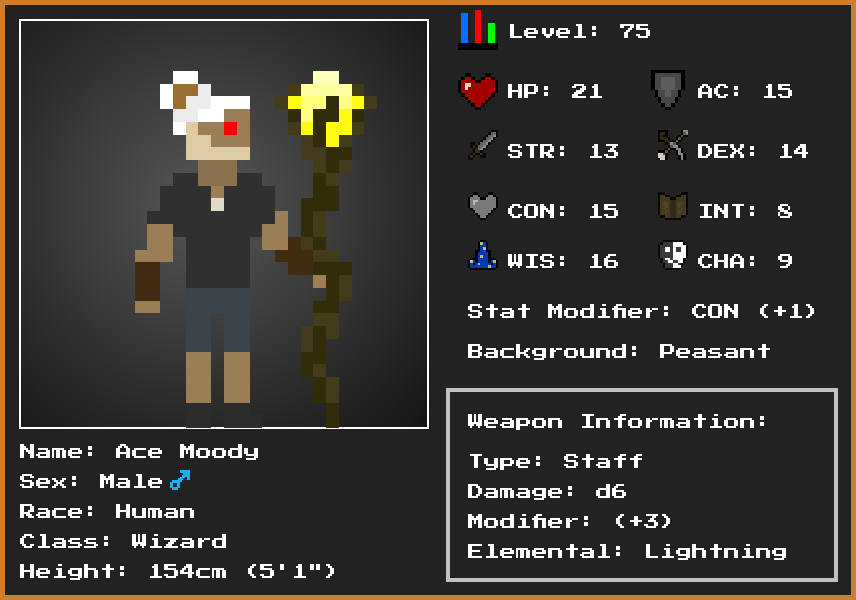 Level: 75
HP: 21
AC: 15
STR: 13
DEX: 14
CON: 15
INT: 8
WIS: 16
CHA: 9
Stat Modifier: CON (+1)
Background: Peasant
Weapon Information:
Type: Staff
Damage: d6
Modifier: (+3)
Elemental: Lightning
Name: Ace Moody
Sex: Male♂
Race: Human
Class: Wizard
Height: 154cm (5'1")